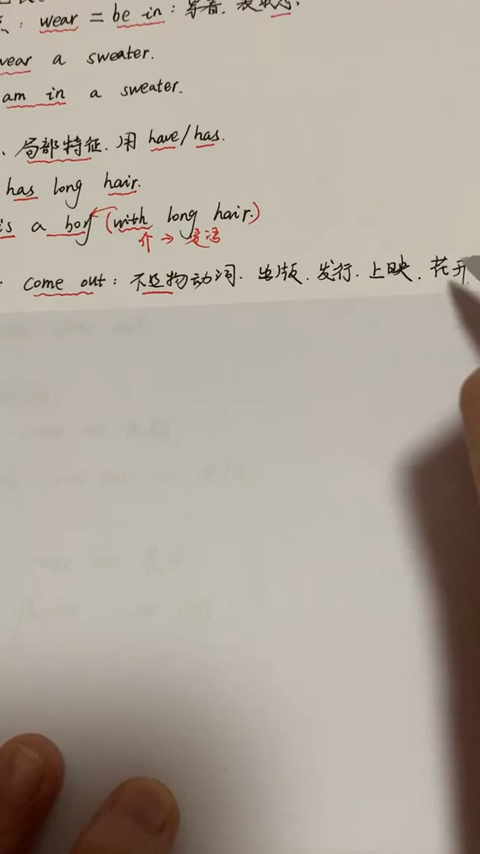 : wear = be in : 穿着. 表状态.
wear a sweater.
am in a sweater.
、局部特征. 用 have/has.
has long hair.
is a boy (with long hair.)
介 → 定语
. come out : 不及物动词. 出版. 发行. 上映. 花开